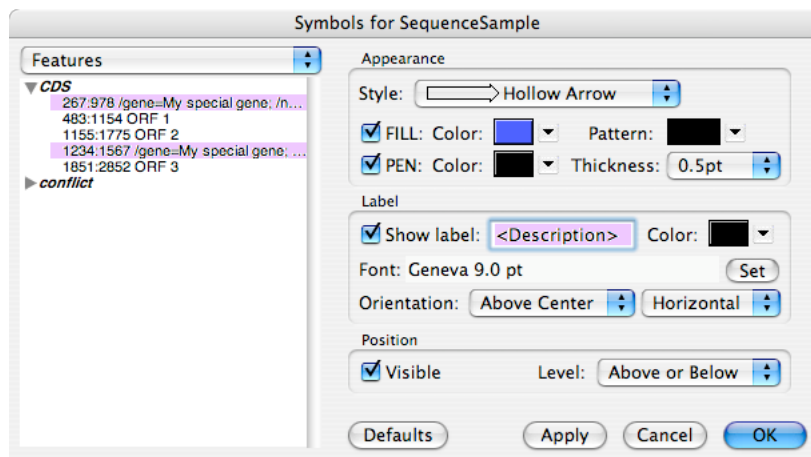 Symbols for SequenceSample
Features
CDS
267:978 /gene=My special gene; /n...
483:1154 ORF 1
1155:1775 ORF 2
1234:1567 /gene=My special gene; ...
1851:2852 ORF 3
conflict
Appearance
Style: Hollow Arrow
FILL: Color: Pattern:
PEN: Color: Thickness: 0.5pt
Label
Show label: <Description> Color:
Font: Geneva 9.0 pt Set
Orientation: Above Center Horizontal
Position
Visible Level: Above or Below
Defaults Apply Cancel OK